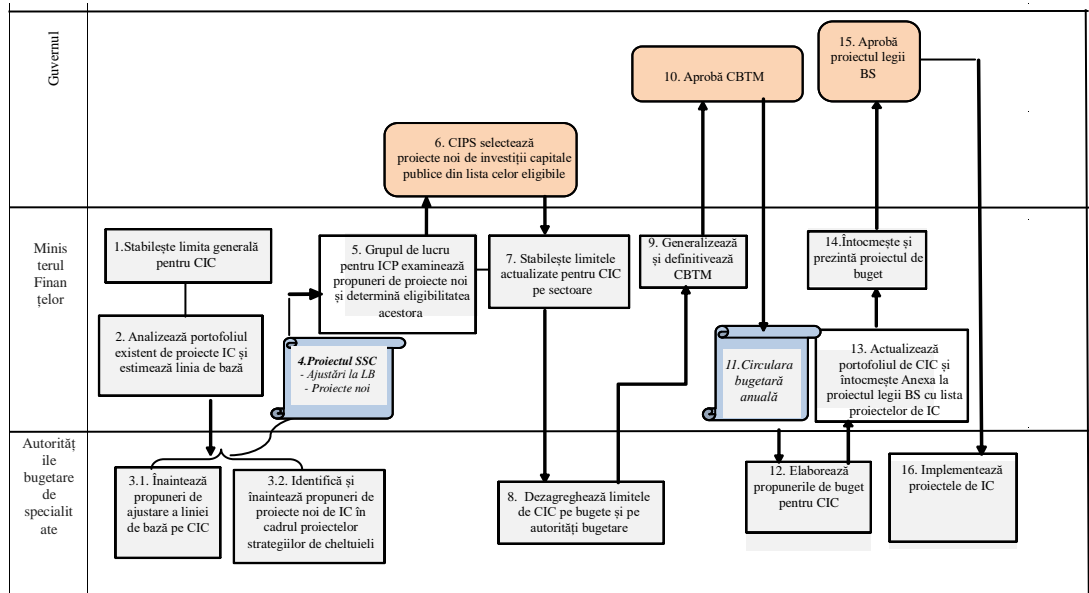 Guvernul
15. Aprobă
proiectul legii
BS
10. Aprobă CBTM
6. CIPS selectează
proiecte noi de investiții capitale
publice din lista celor eligibile
Minis
terul
Finan
țelor
1.Stabilește limita generală
pentru CIC
5. Grupul de lucru
pentru ICP examinează
propuneri de proiecte noi
și determină eligibilitatea
acestora
7. Stabilește limitele
actualizate pentru CIC
pe sectoare
9. Generalizează
și definitivează
CBTM
14.Întocmește și
prezintă proiectul de
buget
2. Analizează portofoliul
existent de proiecte IC și
estimează linia de bază
4.Proiectul SSC
- Ajustări la LB
- Proiecte noi
11.Circulara
bugetară
anuală
13. Actualizează
portofoliul de CIC și
întocmește Anexa la
proiectul legii BS cu lista
proiectelor de IC
Autorităț
ile
bugetare
de
specialit
ate
3.1. Înaintează
propuneri de
ajustare a liniei
de bază pe CIC
3.2. Identifică și
înaintează propuneri de
proiecte noi de IC în
cadrul proiectelor
strategiilor de cheltuieli
8. Dezagreghează limitele
de CIC pe bugete și pe
autorități bugetare
12. Elaborează
propunerile de buget
pentru CIC
16. Implementează
proiectele de IC